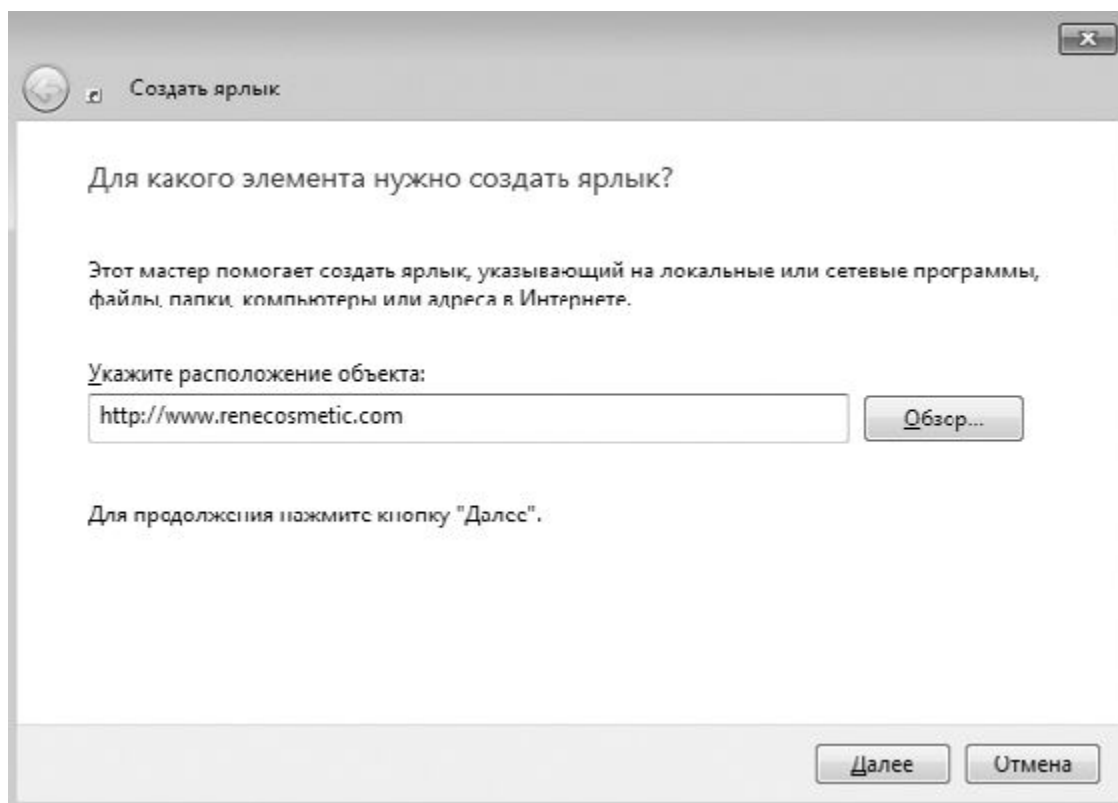 Создать ярлык
Для какого элемента нужно создать ярлык?
Этот мастер помогает создать ярлык, указывающий на локальные или сетевые программы,
файлы, папки, компьютеры или адреса в Интернете.
Укажите расположение объекта:
http://www.renecosmetic.com
Обзор...
Для продолжения нажмите кнопку "Далее".
Далее
Отмена